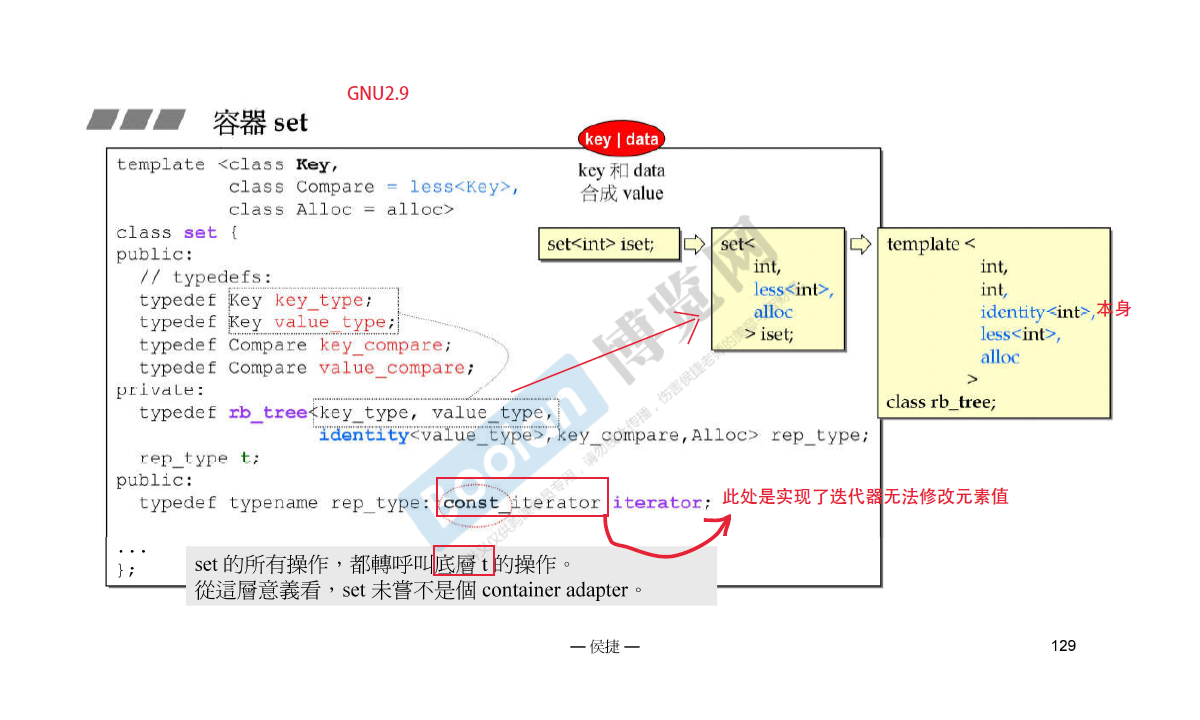 GNU2.9
容器 set
key | data
key 和 data
合成 value
template <class Key,
class Compare = less<Key>,
class Alloc = alloc>
class set {
public:
// typedefs:
typedef Key key_type;
typedef Key value_type;
typedef Compare key_compare;
typedef Compare value_compare;
private:
typedef rb_tree<key_type, value_type,
identity<value_type>,key_compare,Alloc> rep_type;
rep_type t;
public:
typedef typename rep_type::const_iterator iterator;
...
};
set<int> iset;
set<
int,
less<int>,
alloc
> iset;
template <
int,
int,
identity<int>,本身
less<int>,
alloc
>
class rb_tree;
此处是实现了迭代器无法修改元素值
set 的所有操作，都轉呼叫底層 t 的操作。
從這層意義看，set 未嘗不是個 container adapter。
博览网
boolan
— 侯捷 —
129